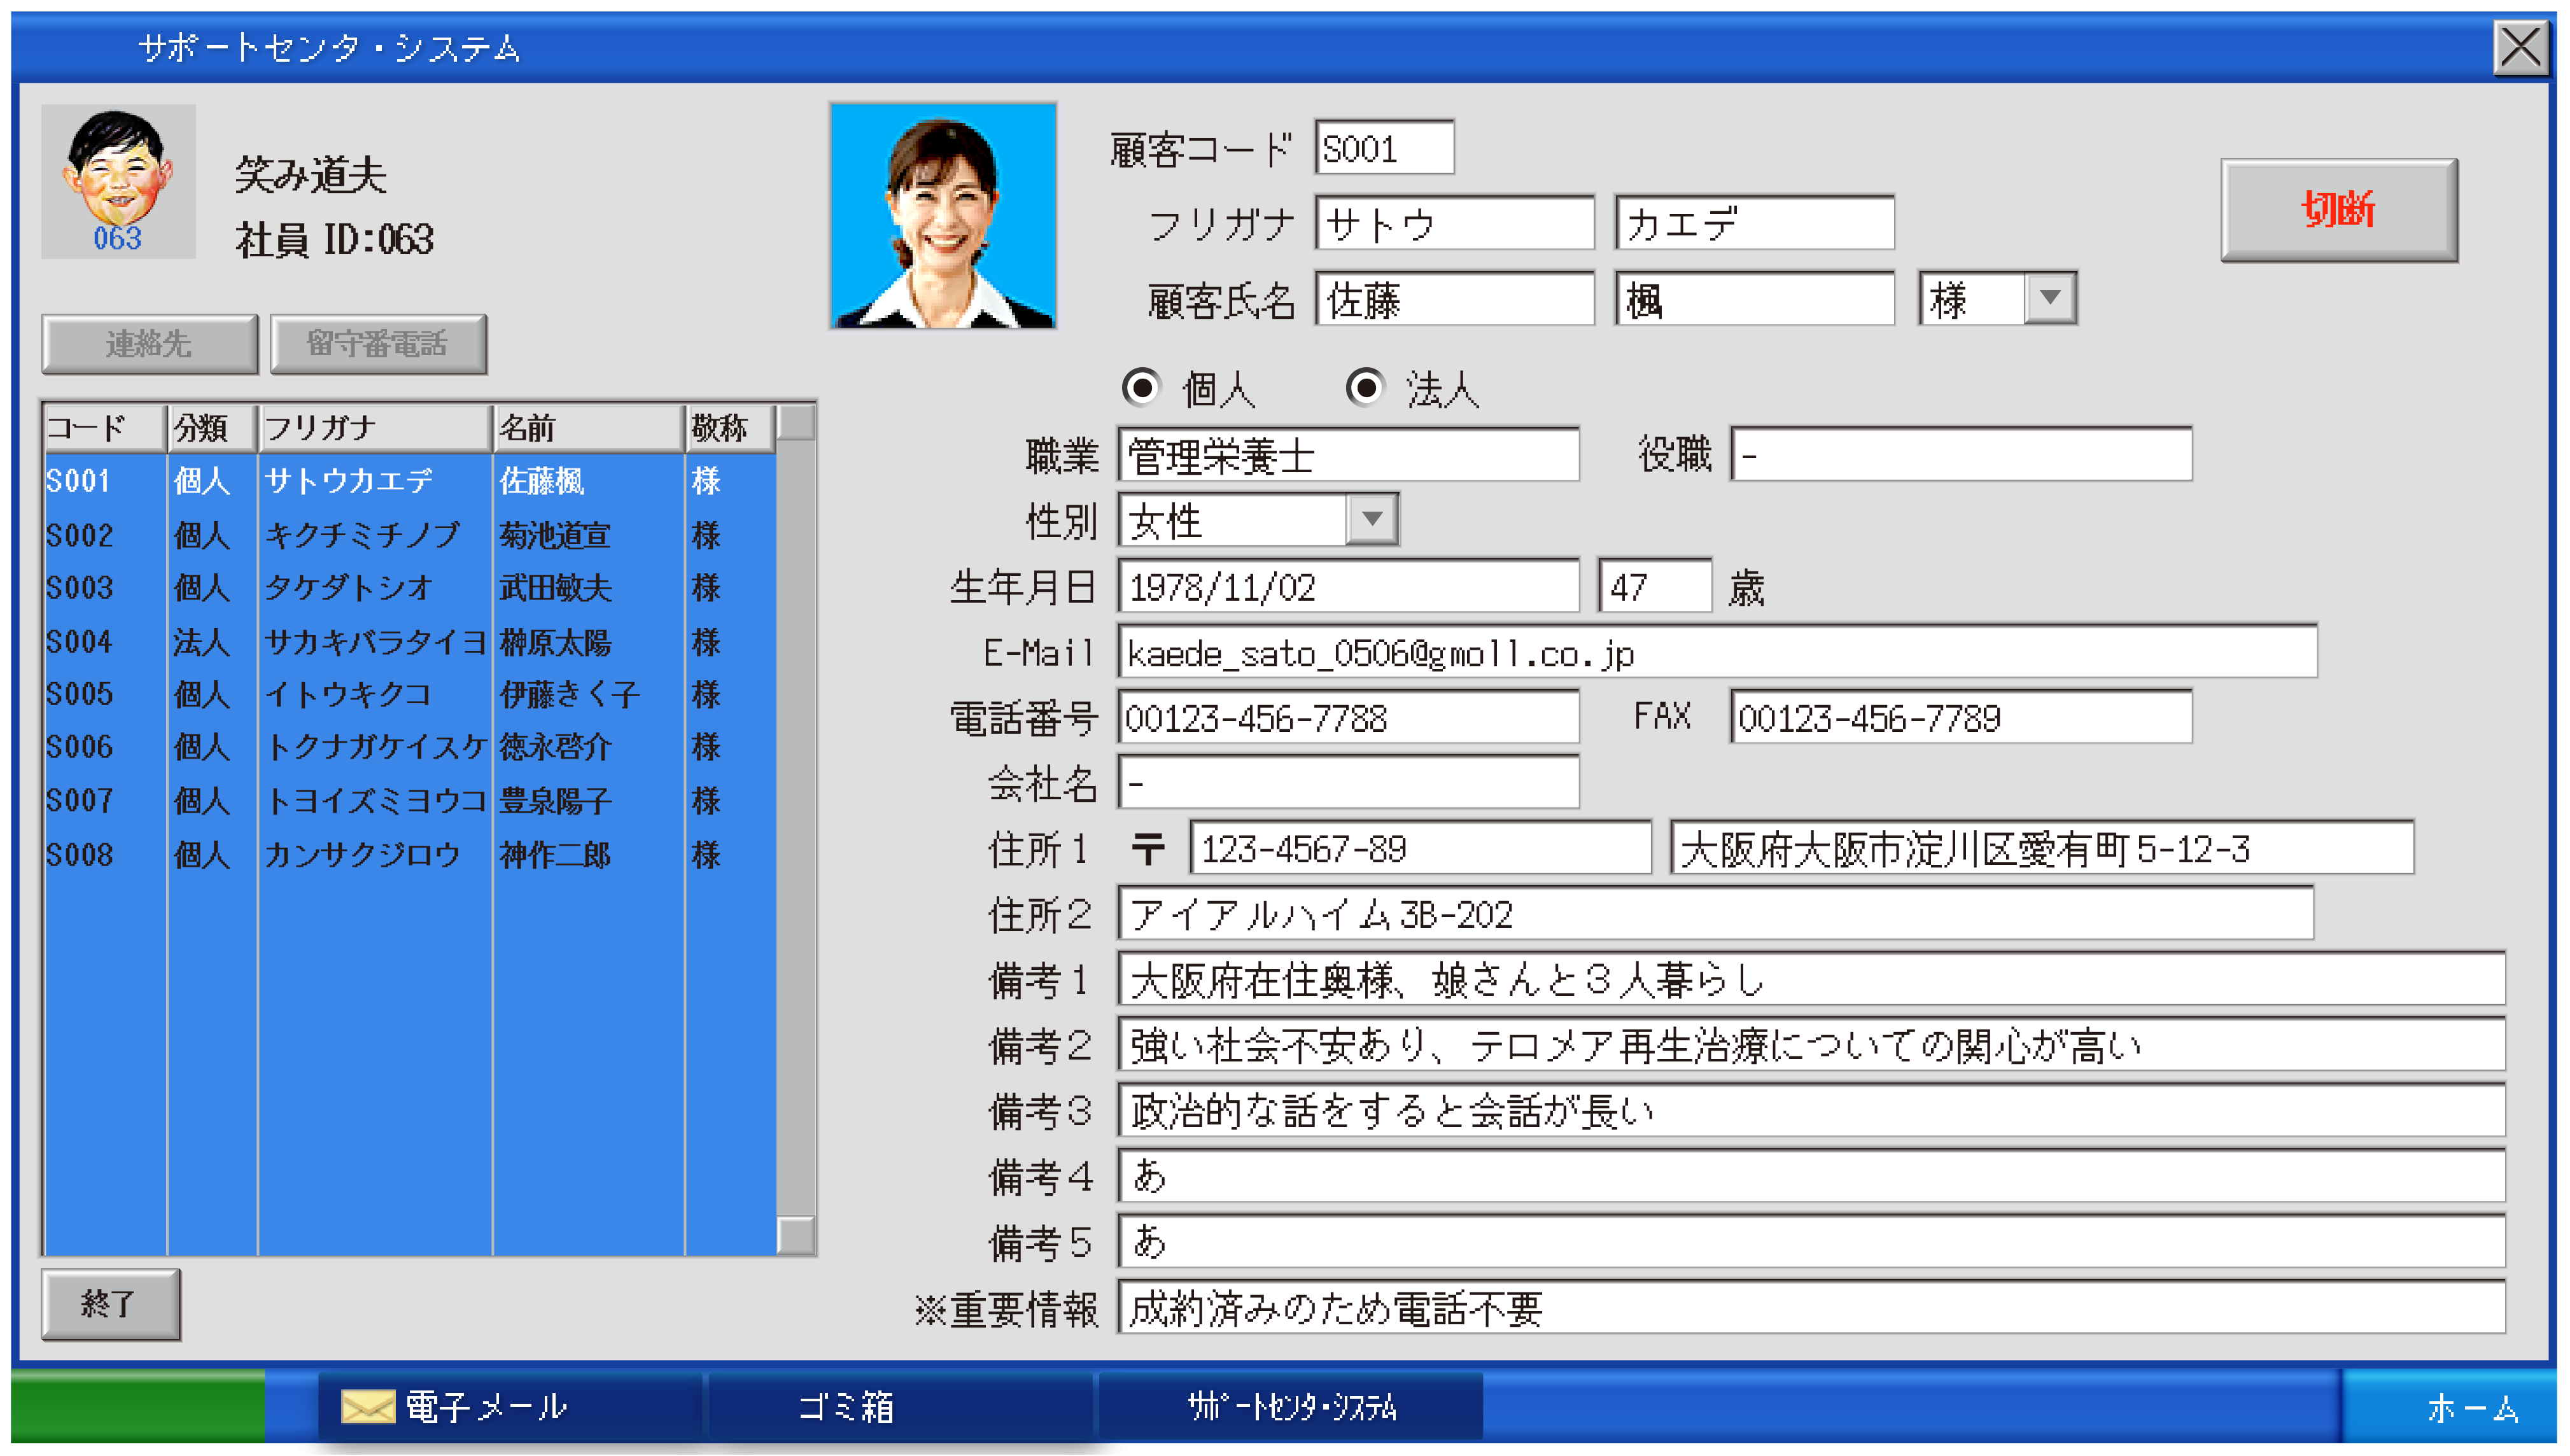 サポートセンタ・システム
063
笑み道夫
社員 ID:063
連絡先 留守番電話
コード 分類 フリガナ 名前 敬称
S001 個人 サトウカエデ 佐藤楓 様
S002 個人 キクチミチノブ 菊池道宣 様
S003 個人 タケダトシオ 武田敏夫 様
S004 法人 サカキバラタイヨ 榊原太陽 様
S005 個人 イトウキクコ 伊藤きく子 様
S006 個人 トクナガケイスケ 徳永啓介 様
S007 個人 トヨイズミヨウコ 豊泉陽子 様
S008 個人 カンサクジロウ 神作二郎 様
終了
顧客コード S001
フリガナ サトウ カエデ
顧客氏名 佐藤 楓 様
切断
個人 法人
職業 管理栄養士 役職 -
性別 女性
生年月日 1978/11/02 47 歳
E-Mail kaede_sato_0506@gmoll.co.jp
電話番号 00123-456-7788 FAX 00123-456-7789
会社名 -
住所1 〒 123-4567-89 大阪府大阪市淀川区愛有町5-12-3
住所2 アイアルハイム3B-202
備考1 大阪府在住奥様、娘さんと3人暮らし
備考2 強い社会不安あり、テロメア再生治療についての関心が高い
備考3 政治的な話をすると会話が長い
備考4 あ
備考5 あ
※重要情報 成約済みのため電話不要
電子メール ゴミ箱 サポートセンタ・システム ホーム